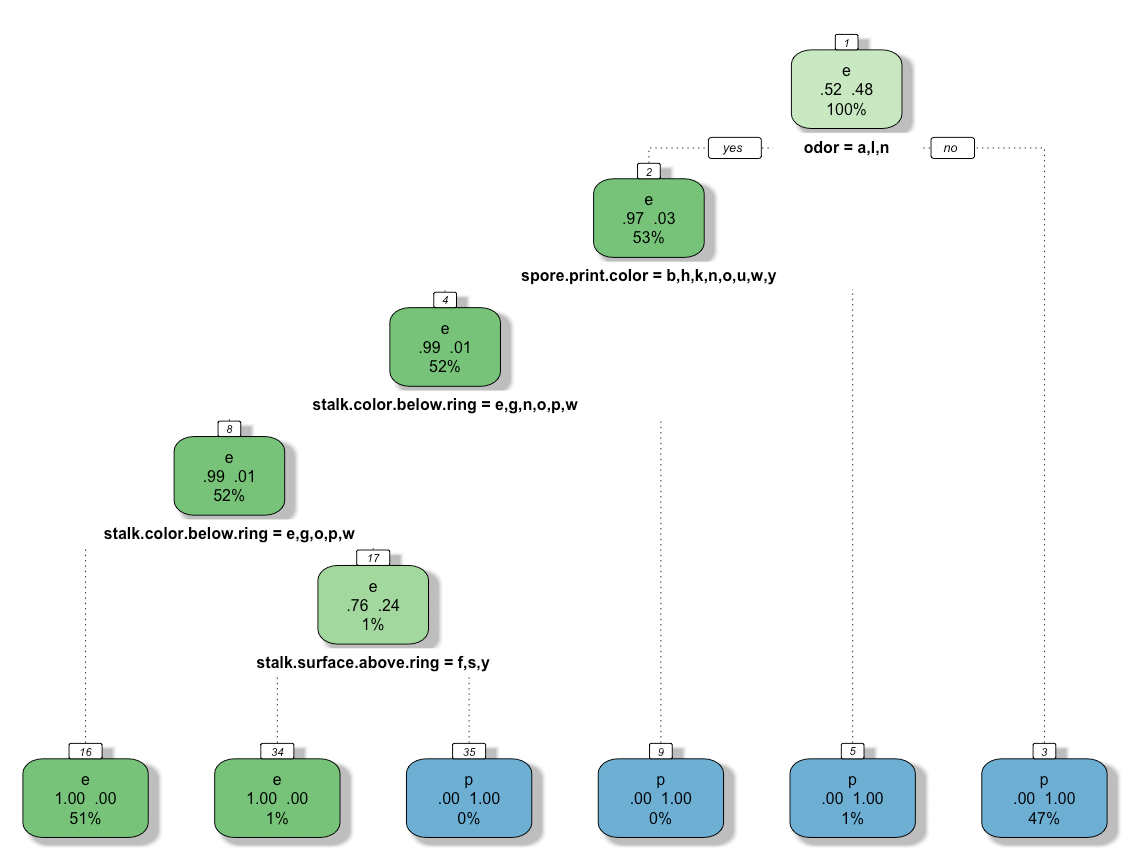 1
e
.52 .48
100%
yes
odor = a,l,n
no
2
e
.97 .03
53%
spore.print.color = b,h,k,n,o,u,w,y
4
e
.99 .01
52%
stalk.color.below.ring = e,g,n,o,p,w
8
e
.99 .01
52%
stalk.color.below.ring = e,g,o,p,w
17
e
.76 .24
1%
stalk.surface.above.ring = f,s,y
16
e
1.00 .00
51%
34
e
1.00 .00
1%
35
p
.00 1.00
0%
9
p
.00 1.00
0%
5
p
.00 1.00
1%
3
p
.00 1.00
47%